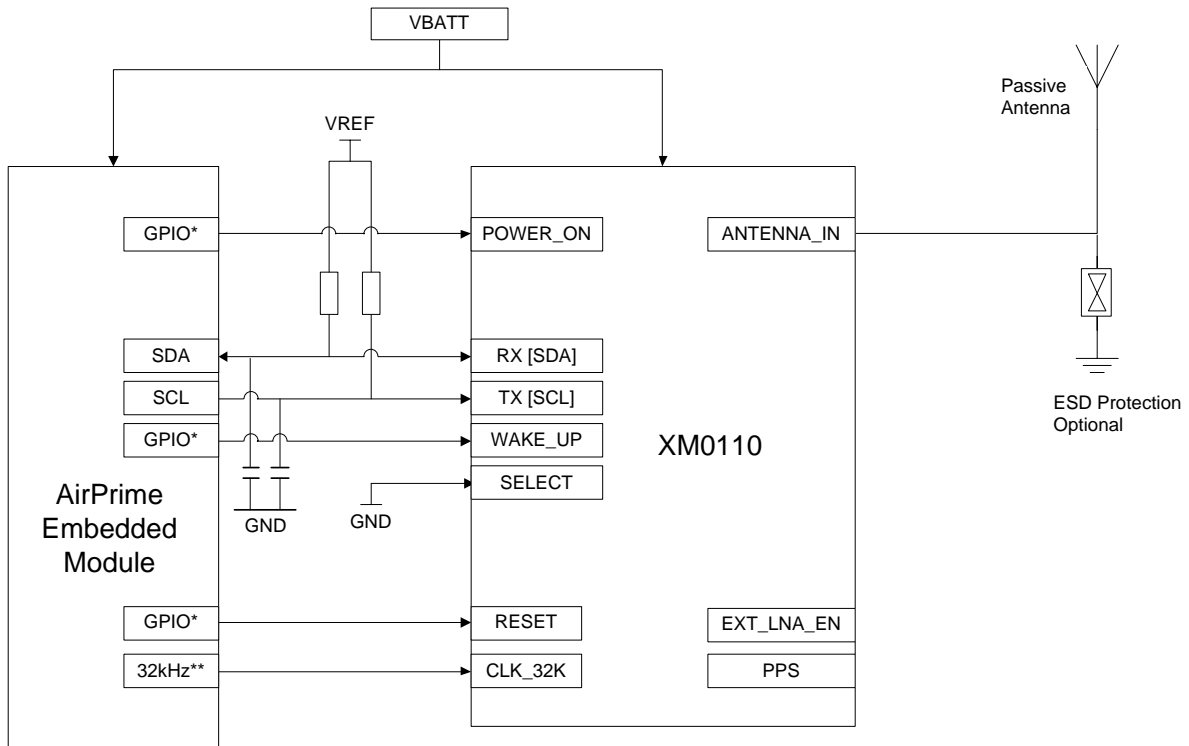 VBATT
Passive
Antenna
VREF
GPIO*
POWER_ON
ANTENNA_IN
SDA
RX [SDA]
SCL
TX [SCL]
ESD Protection
Optional
GPIO*
WAKE_UP
XM0110
SELECT
AirPrime
Embedded
Module
GND
GND
GPIO*
RESET
EXT_LNA_EN
32kHz**
CLK_32K
PPS